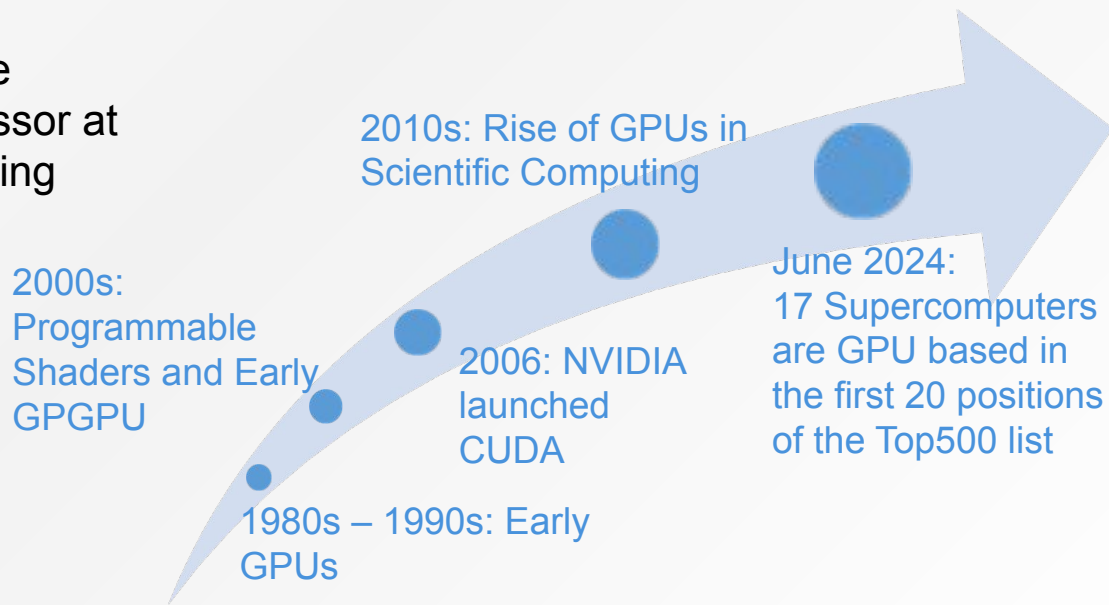 e
ssor at
ing
2010s: Rise of GPUs in
Scientific Computing
2000s:
Programmable
Shaders and Early
GPGPU
June 2024:
17 Supercomputers
are GPU based in
the first 20 positions
of the Top500 list
2006: NVIDIA
launched
CUDA
1980s – 1990s: Early
GPUs